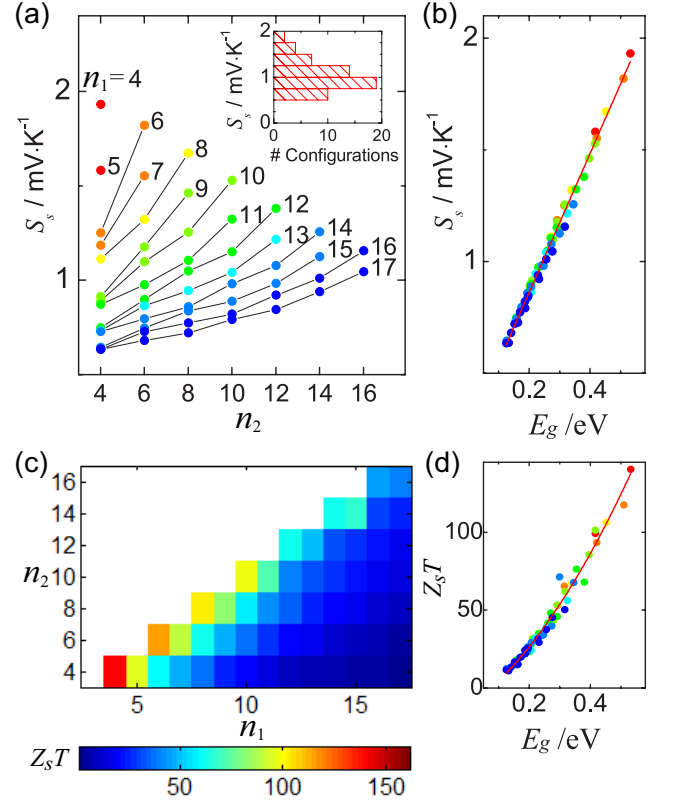 (a)
S_s / mV·K⁻¹
2
1
n₁= 4
5
6
7
8
9
10
11
12
13
14
15
16
17
4 6 8 10 12 14 16
n₂
S_s / mV·K⁻¹
2
1
0
0 10 20
# Configurations
(b)
S_s / mV·K⁻¹
2
1
0.2 0.4
E_g /eV
(c)
n₂
16
14
12
10
8
6
4
5 10 15
n₁
Z_sT
50 100 150
(d)
Z_sT
100
50
0
0.2 0.4
E_g /eV